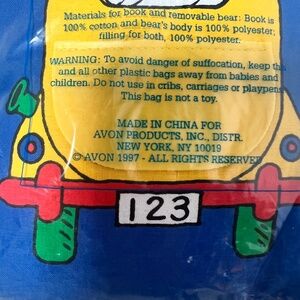 Materials for book and removable bear: Book is
100% cotton and bear's body is 100% polyester;
filling for both, 100% polyester.
WARNING: To avoid danger of suffocation, keep this
and all other plastic bags away from babies and
children. Do not use in cribs, carriages or playpens.
This bag is not a toy.
MADE IN CHINA FOR
AVON PRODUCTS, INC., DISTR.
NEW YORK, NY 10019
© AVON 1997 - ALL RIGHTS RESERVED
123